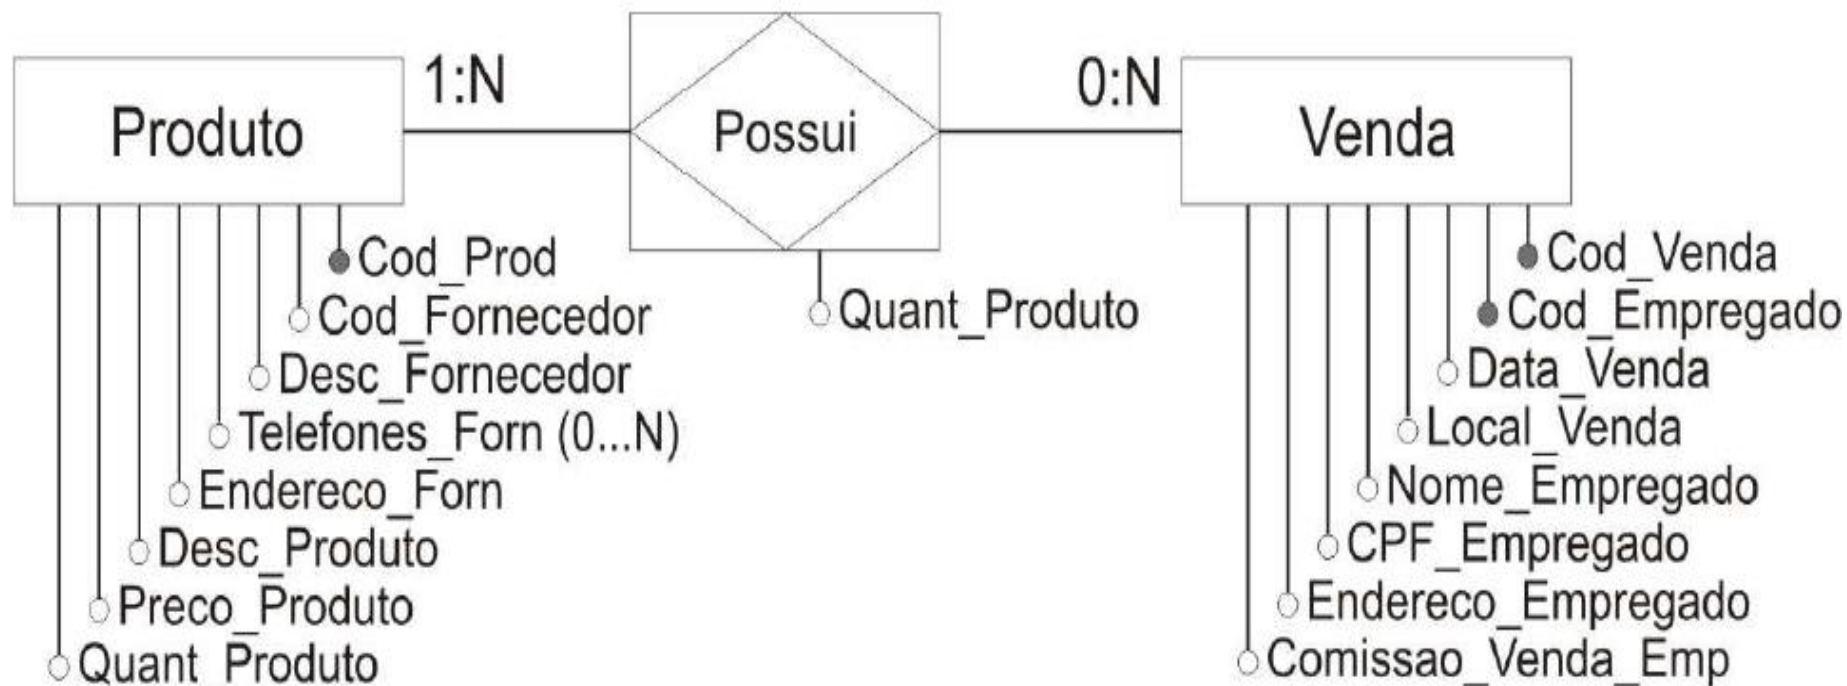 Produto
1:N
Possui
0:N
Venda
Cod_Prod
Cod_Fornecedor
Desc_Fornecedor
Telefones_Forn (0...N)
Endereco_Forn
Desc_Produto
Preco_Produto
Quant_Produto
Quant_Produto
Cod_Venda
Cod_Empregado
Data_Venda
Local_Venda
Nome_Empregado
CPF_Empregado
Endereco_Empregado
Comissao_Venda_Emp